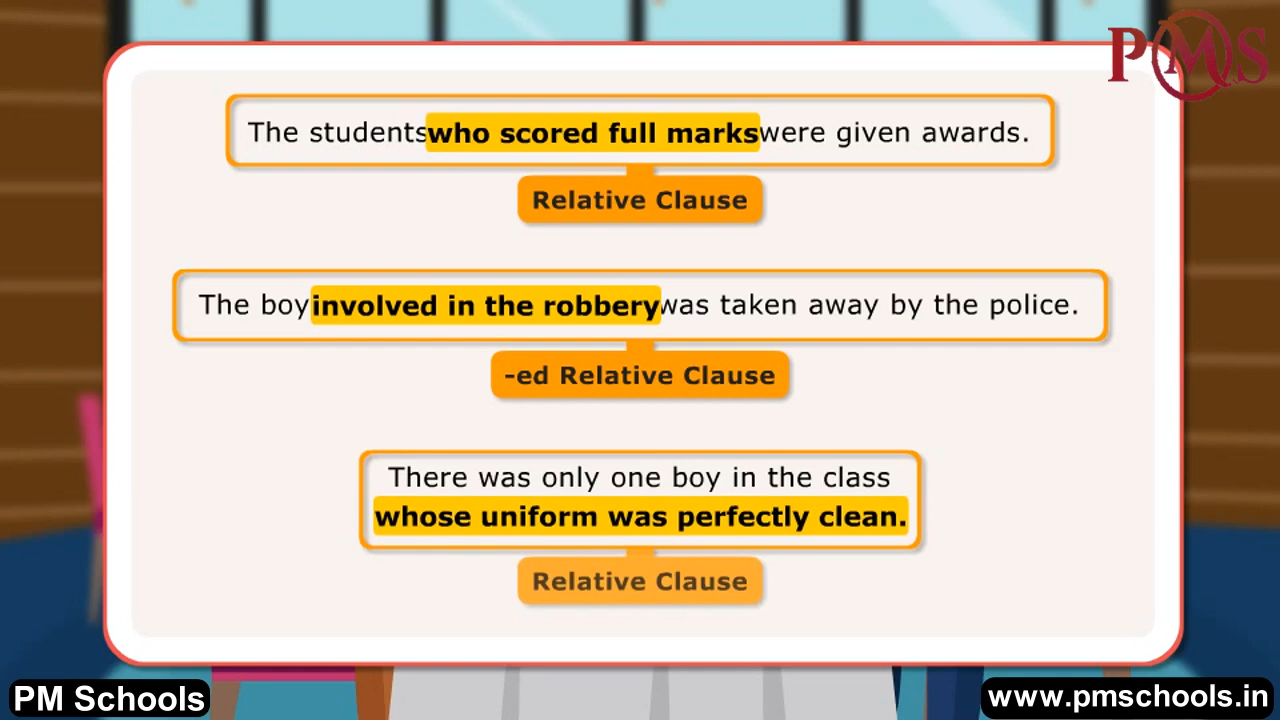 PMS
The students who scored full marks were given awards.
Relative Clause
The boy involved in the robbery was taken away by the police.
-ed Relative Clause
There was only one boy in the class
whose uniform was perfectly clean.
Relative Clause
PM Schools
www.pmschools.in